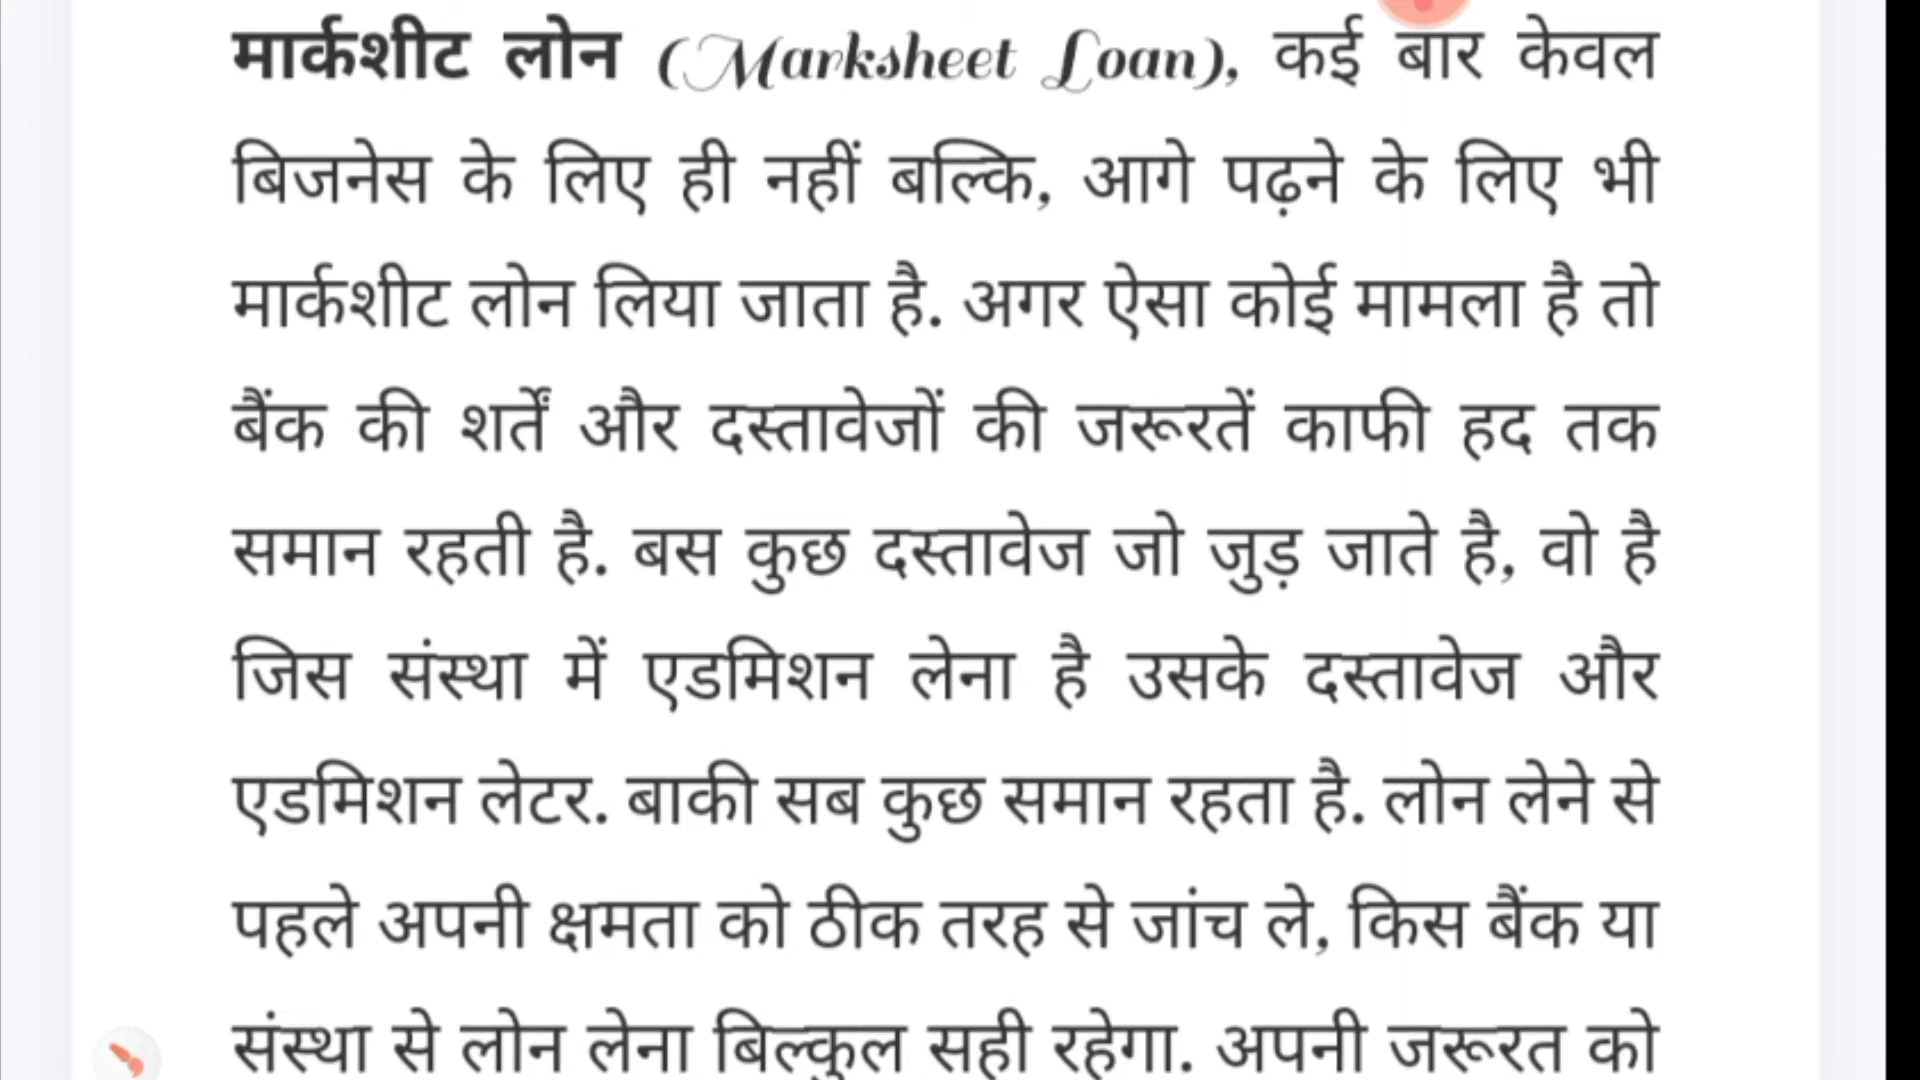 मार्कशीट लोन (Marksheet Loan), कई बार केवल
बिजनेस के लिए ही नहीं बल्कि, आगे पढ़ने के लिए भी
मार्कशीट लोन लिया जाता है. अगर ऐसा कोई मामला है तो
बैंक की शर्तें और दस्तावेजों की जरूरतें काफी हद तक
समान रहती है. बस कुछ दस्तावेज जो जुड़ जाते है, वो है
जिस संस्था में एडमिशन लेना है उसके दस्तावेज और
एडमिशन लेटर. बाकी सब कुछ समान रहता है. लोन लेने से
पहले अपनी क्षमता को ठीक तरह से जांच ले, किस बैंक या
संस्था से लोन लेना बिल्कुल सही रहेगा. अपनी जरूरत को